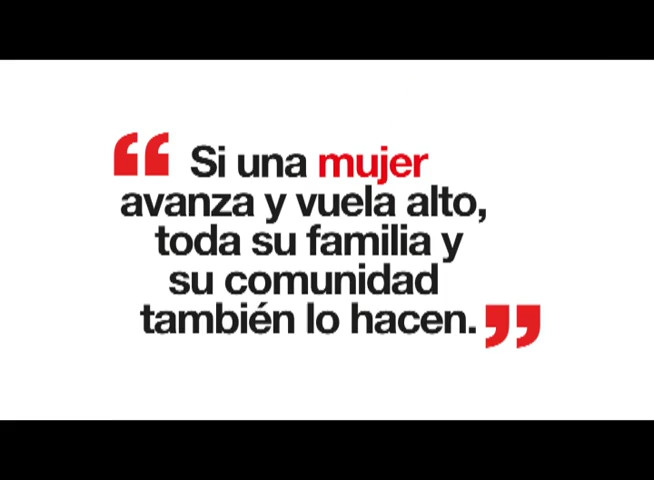 “ Si una mujer
avanza y vuela alto,
toda su familia y
su comunidad
también lo hacen. ”